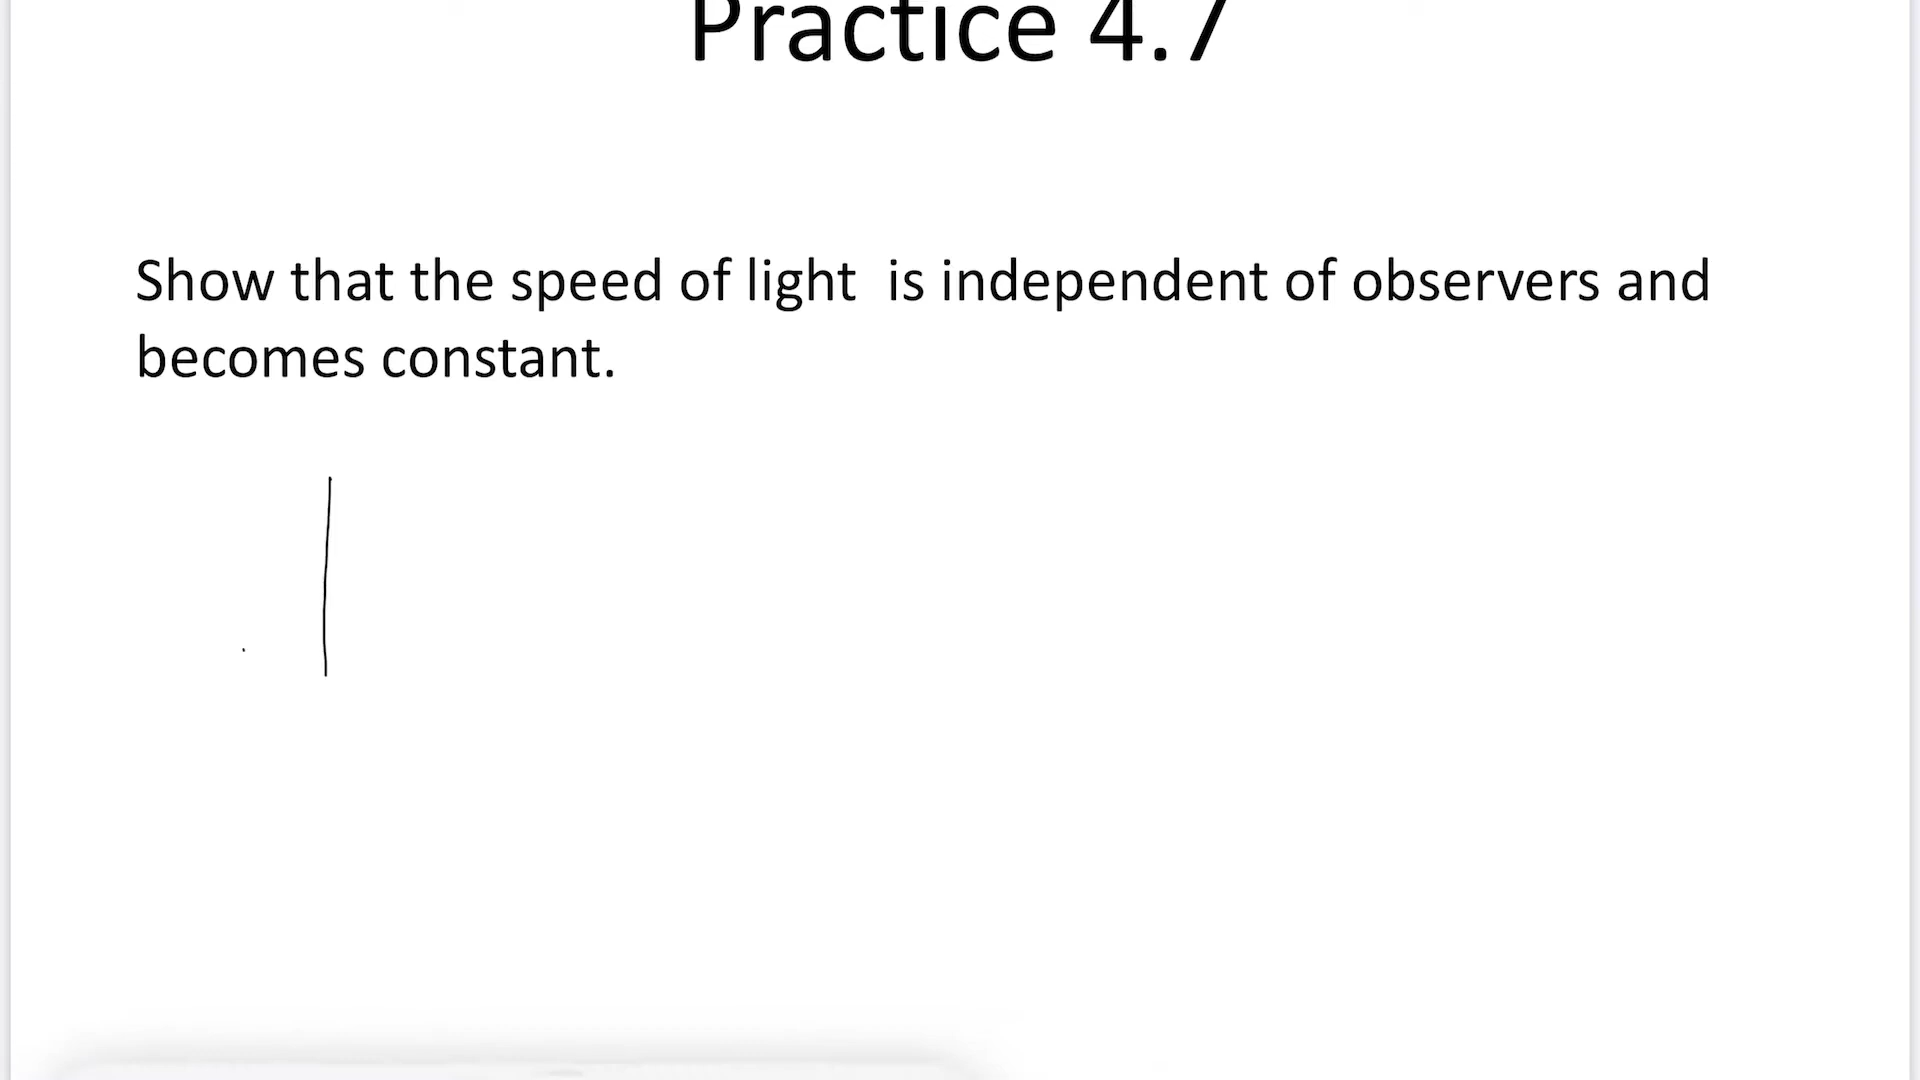 Practice 4.7
Show that the speed of light is independent of observers and
becomes constant.